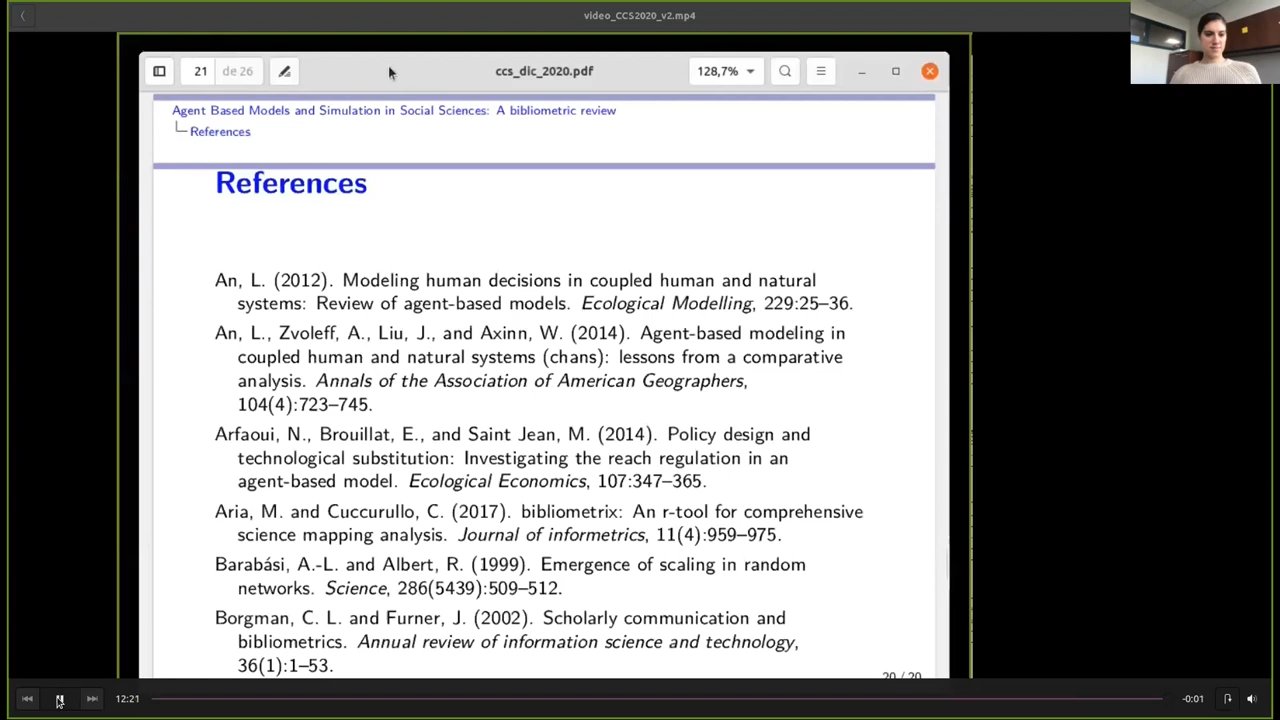 video_CCS2020_v2.mp4
21 de 26
ccs_dic_2020.pdf
128,7%
Agent Based Models and Simulation in Social Sciences: A bibliometric review
References
References
An, L. (2012). Modeling human decisions in coupled human and natural
systems: Review of agent-based models. Ecological Modelling, 229:25–36.
An, L., Zvoleff, A., Liu, J., and Axinn, W. (2014). Agent-based modeling in
coupled human and natural systems (chans): lessons from a comparative
analysis. Annals of the Association of American Geographers,
104(4):723–745.
Arfaoui, N., Brouillat, E., and Saint Jean, M. (2014). Policy design and
technological substitution: Investigating the reach regulation in an
agent-based model. Ecological Economics, 107:347–365.
Aria, M. and Cuccurullo, C. (2017). bibliometrix: An r-tool for comprehensive
science mapping analysis. Journal of informetrics, 11(4):959–975.
Barabási, A.-L. and Albert, R. (1999). Emergence of scaling in random
networks. Science, 286(5439):509–512.
Borgman, C. L. and Furner, J. (2002). Scholarly communication and
bibliometrics. Annual review of information science and technology,
36(1):1–53.
20 / 20
12:21
-0:01